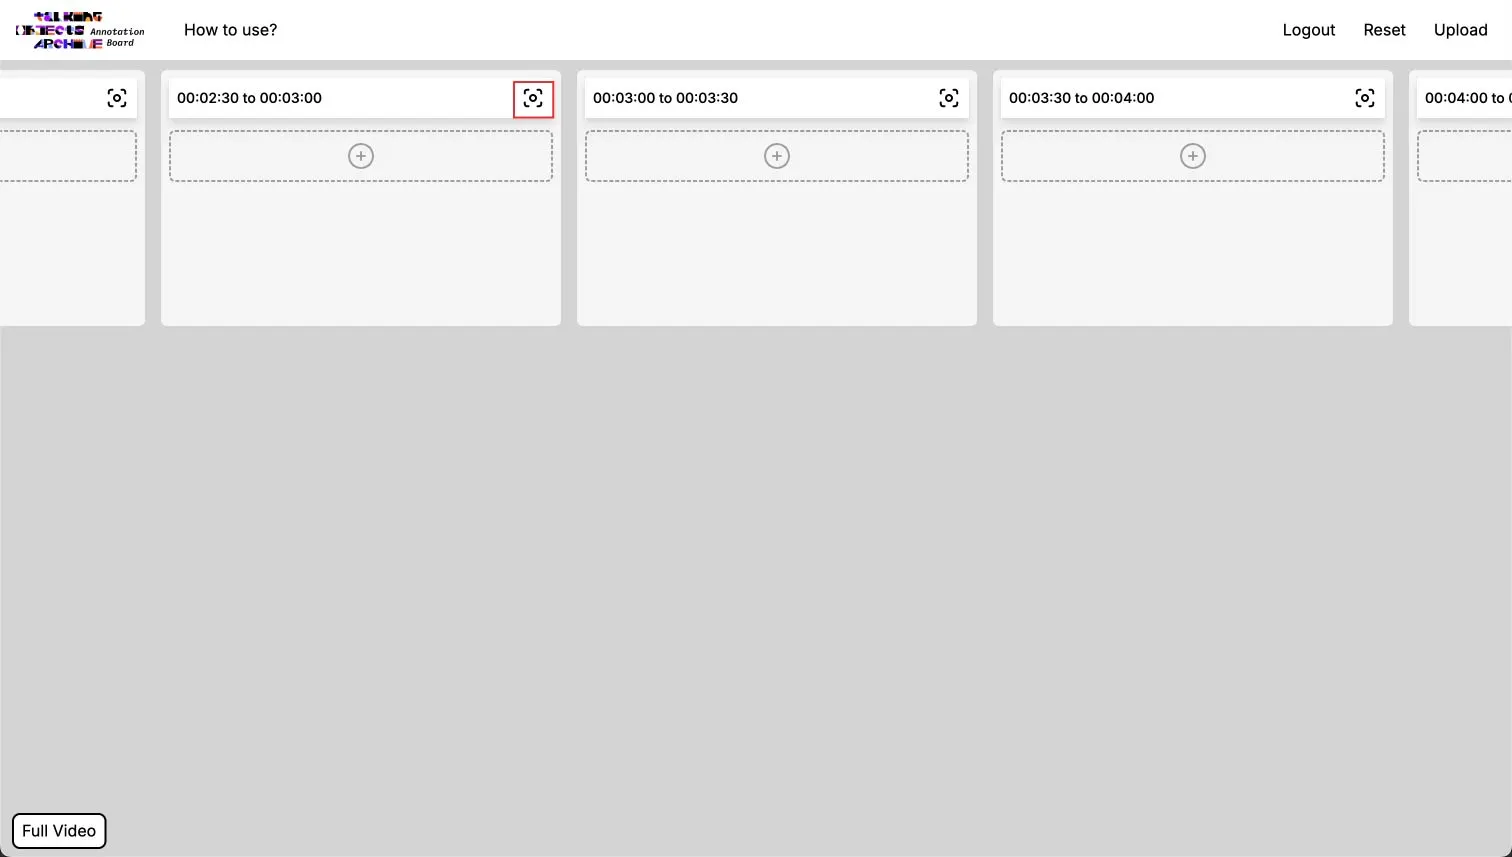 TALKING
OBJECTS Annotation
ARCHIVE Board
How to use?
Logout
Reset
Upload
00:02:30 to 00:03:00
00:03:00 to 00:03:30
00:03:30 to 00:04:00
00:04:00 to
Full Video